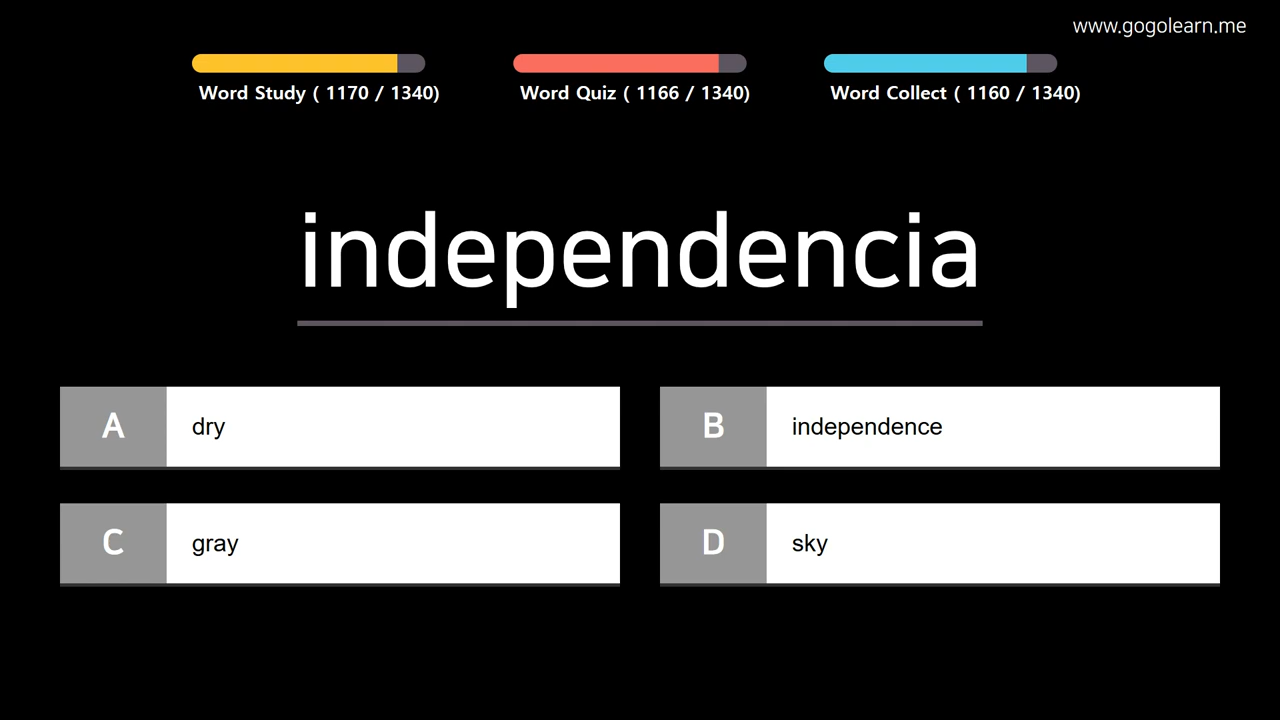 www.gogolearn.me
Word Study ( 1170 / 1340)
Word Quiz ( 1166 / 1340)
Word Collect ( 1160 / 1340)
independencia
A dry
B independence
C gray
D sky